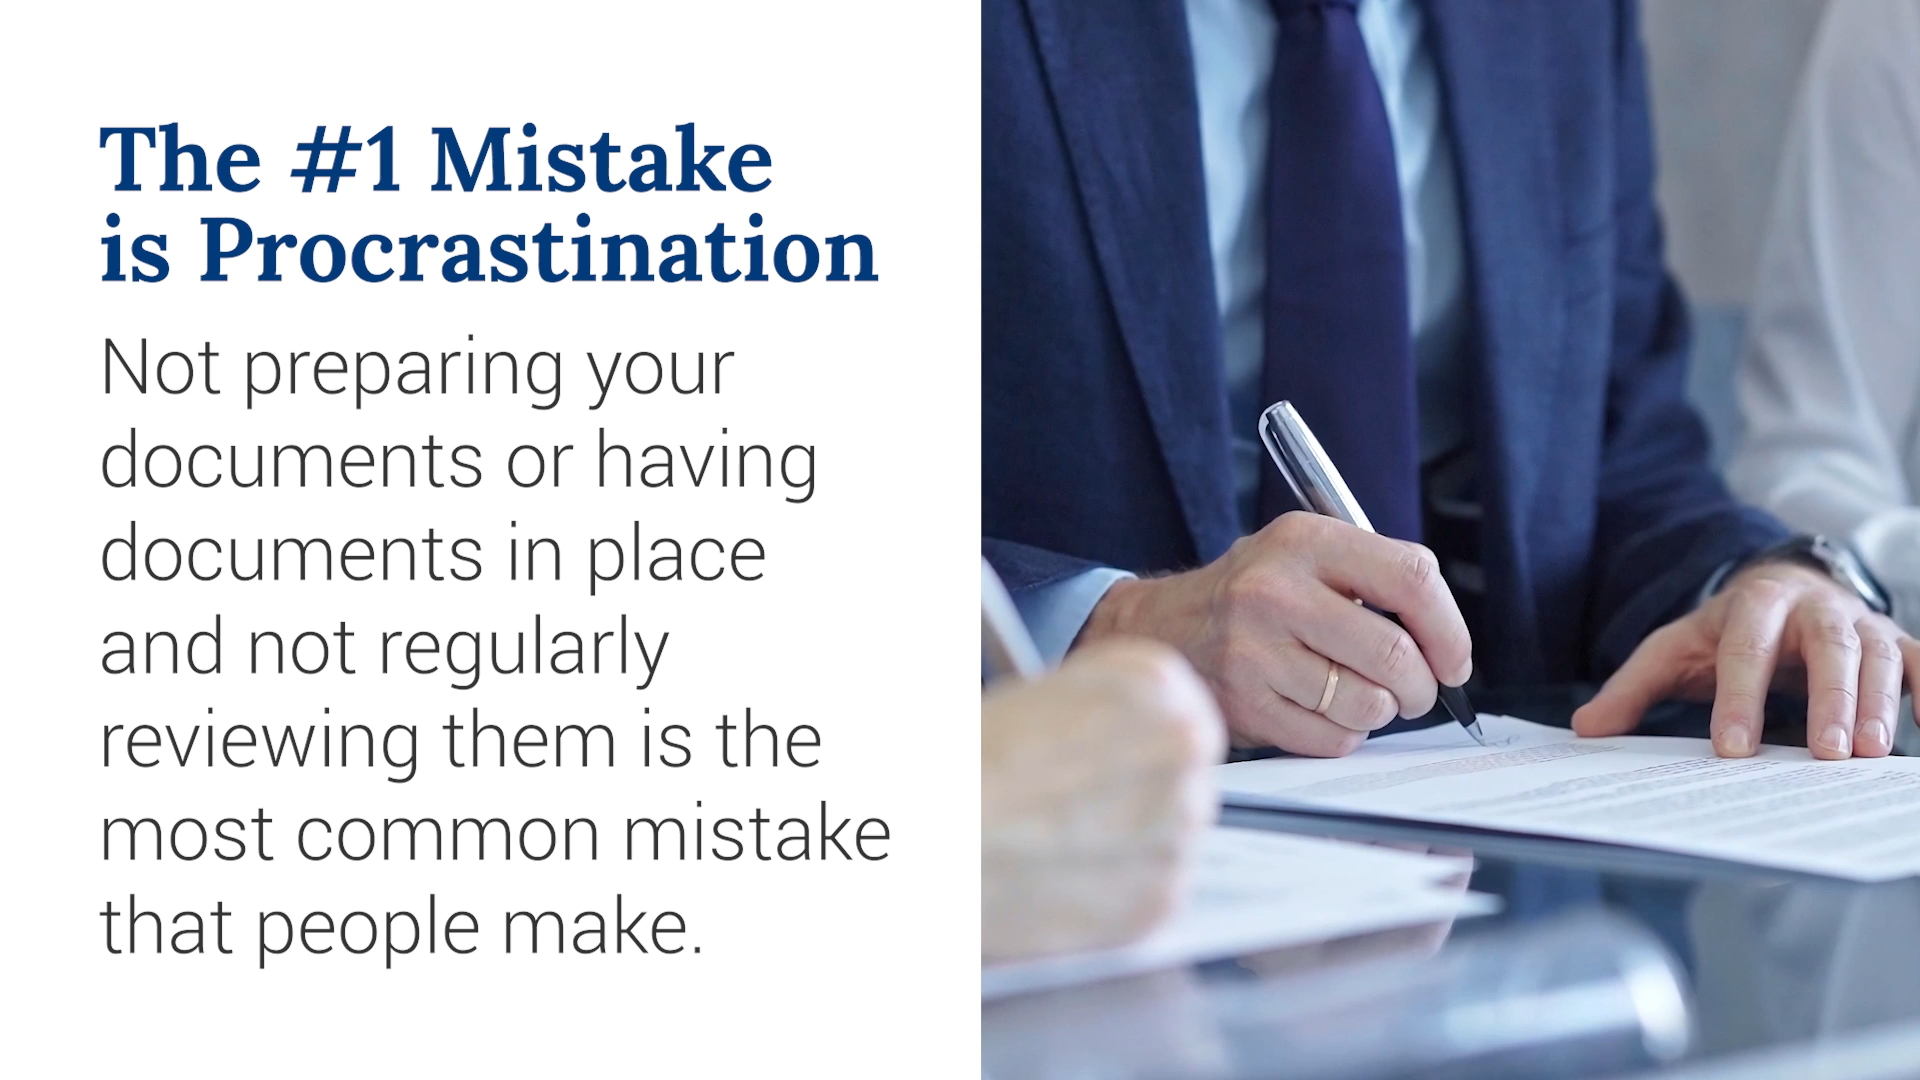 The #1 Mistake
is Procrastination
Not preparing your
documents or having
documents in place
and not regularly
reviewing them is the
most common mistake
that people make.